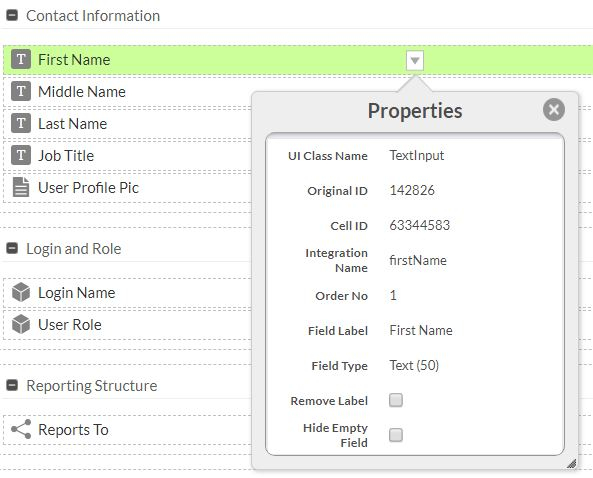 Contact Information
T First Name
T Middle Name
T Last Name
T Job Title
User Profile Pic
Login and Role
Login Name
User Role
Reporting Structure
Reports To
Properties
UI Class Name TextInput
Original ID 142826
Cell ID 63344583
Integration
Name firstName
Order No 1
Field Label First Name
Field Type Text (50)
Remove Label
Hide Empty
Field